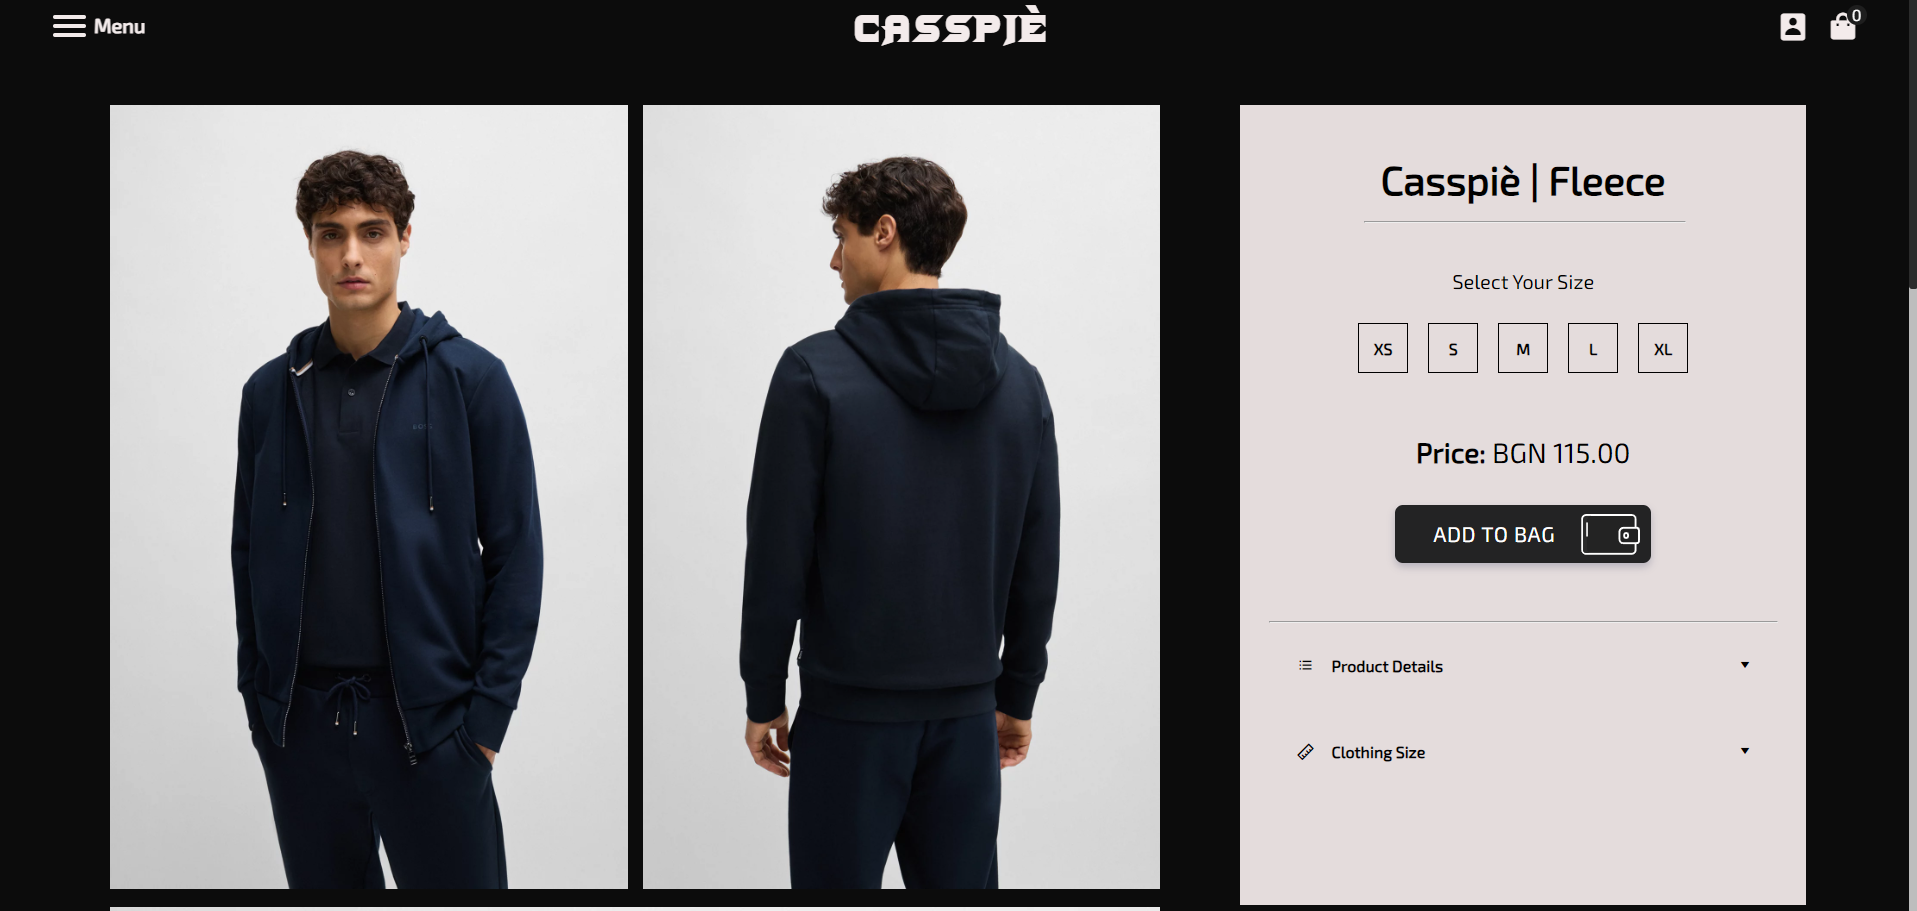 Menu
CASSPIÈ
0
Casspiè | Fleece
Select Your Size
XS
S
M
L
XL
Price: BGN 115.00
ADD TO BAG
Product Details
Clothing Size